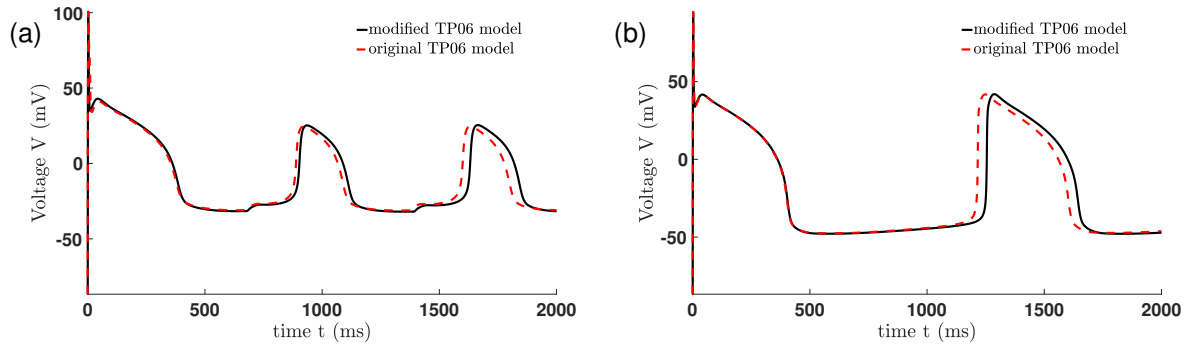 (a)
100
50
0
-50
Voltage V (mV)
modified TP06 model
original TP06 model
0 500 1000 1500 2000
time t (ms)
(b)
50
0
-50
Voltage V (mV)
modified TP06 model
original TP06 model
0 500 1000 1500 2000
time t (ms)